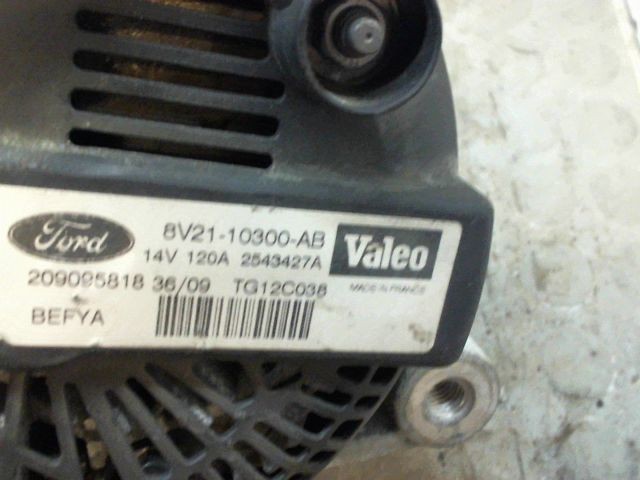 Ford
8V21-10300-AB
14V 120A 2543427A
Valeo
209095818 36/09 TG12C038
MADE IN FRANCE
BEFYA